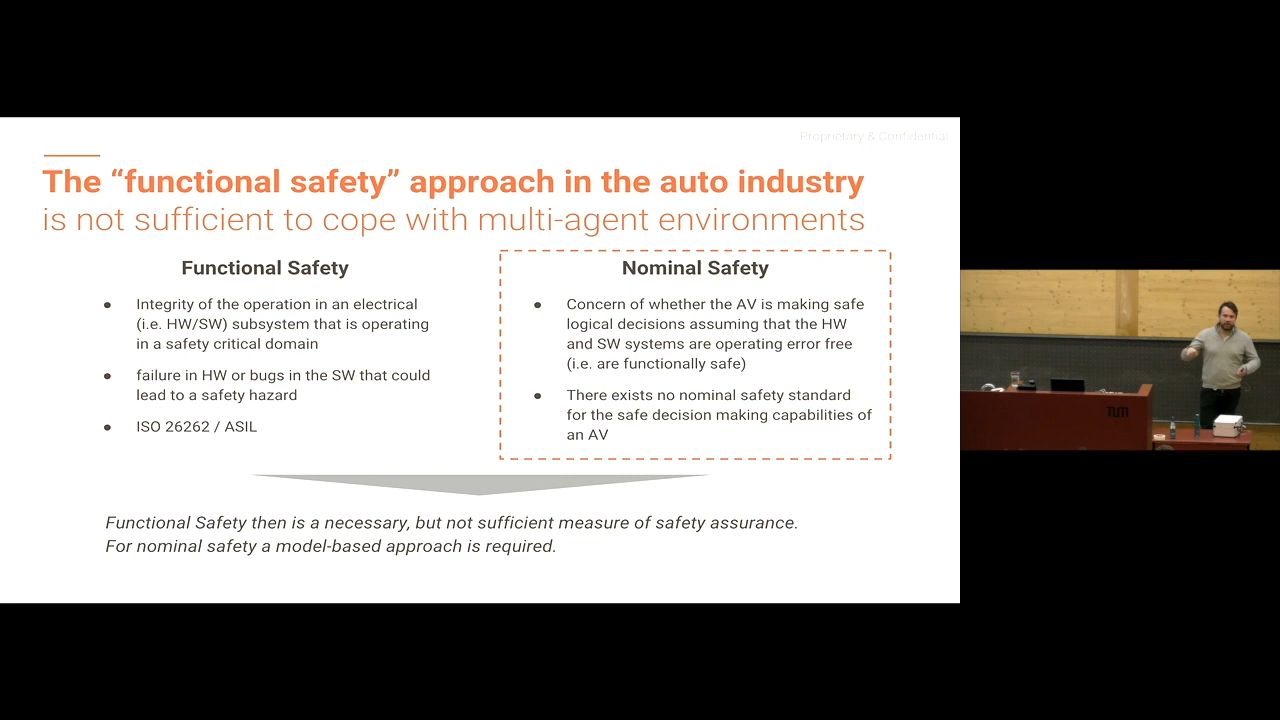 Proprietary & Confidential
The “functional safety” approach in the auto industry
is not sufficient to cope with multi-agent environments
Functional Safety
● Integrity of the operation in an electrical
(i.e. HW/SW) subsystem that is operating
in a safety critical domain
● failure in HW or bugs in the SW that could
lead to a safety hazard
● ISO 26262 / ASIL
Nominal Safety
● Concern of whether the AV is making safe
logical decisions assuming that the HW
and SW systems are operating error free
(i.e. are functionally safe)
● There exists no nominal safety standard
for the safe decision making capabilities of
an AV
Functional Safety then is a necessary, but not sufficient measure of safety assurance.
For nominal safety a model-based approach is required.
TUM